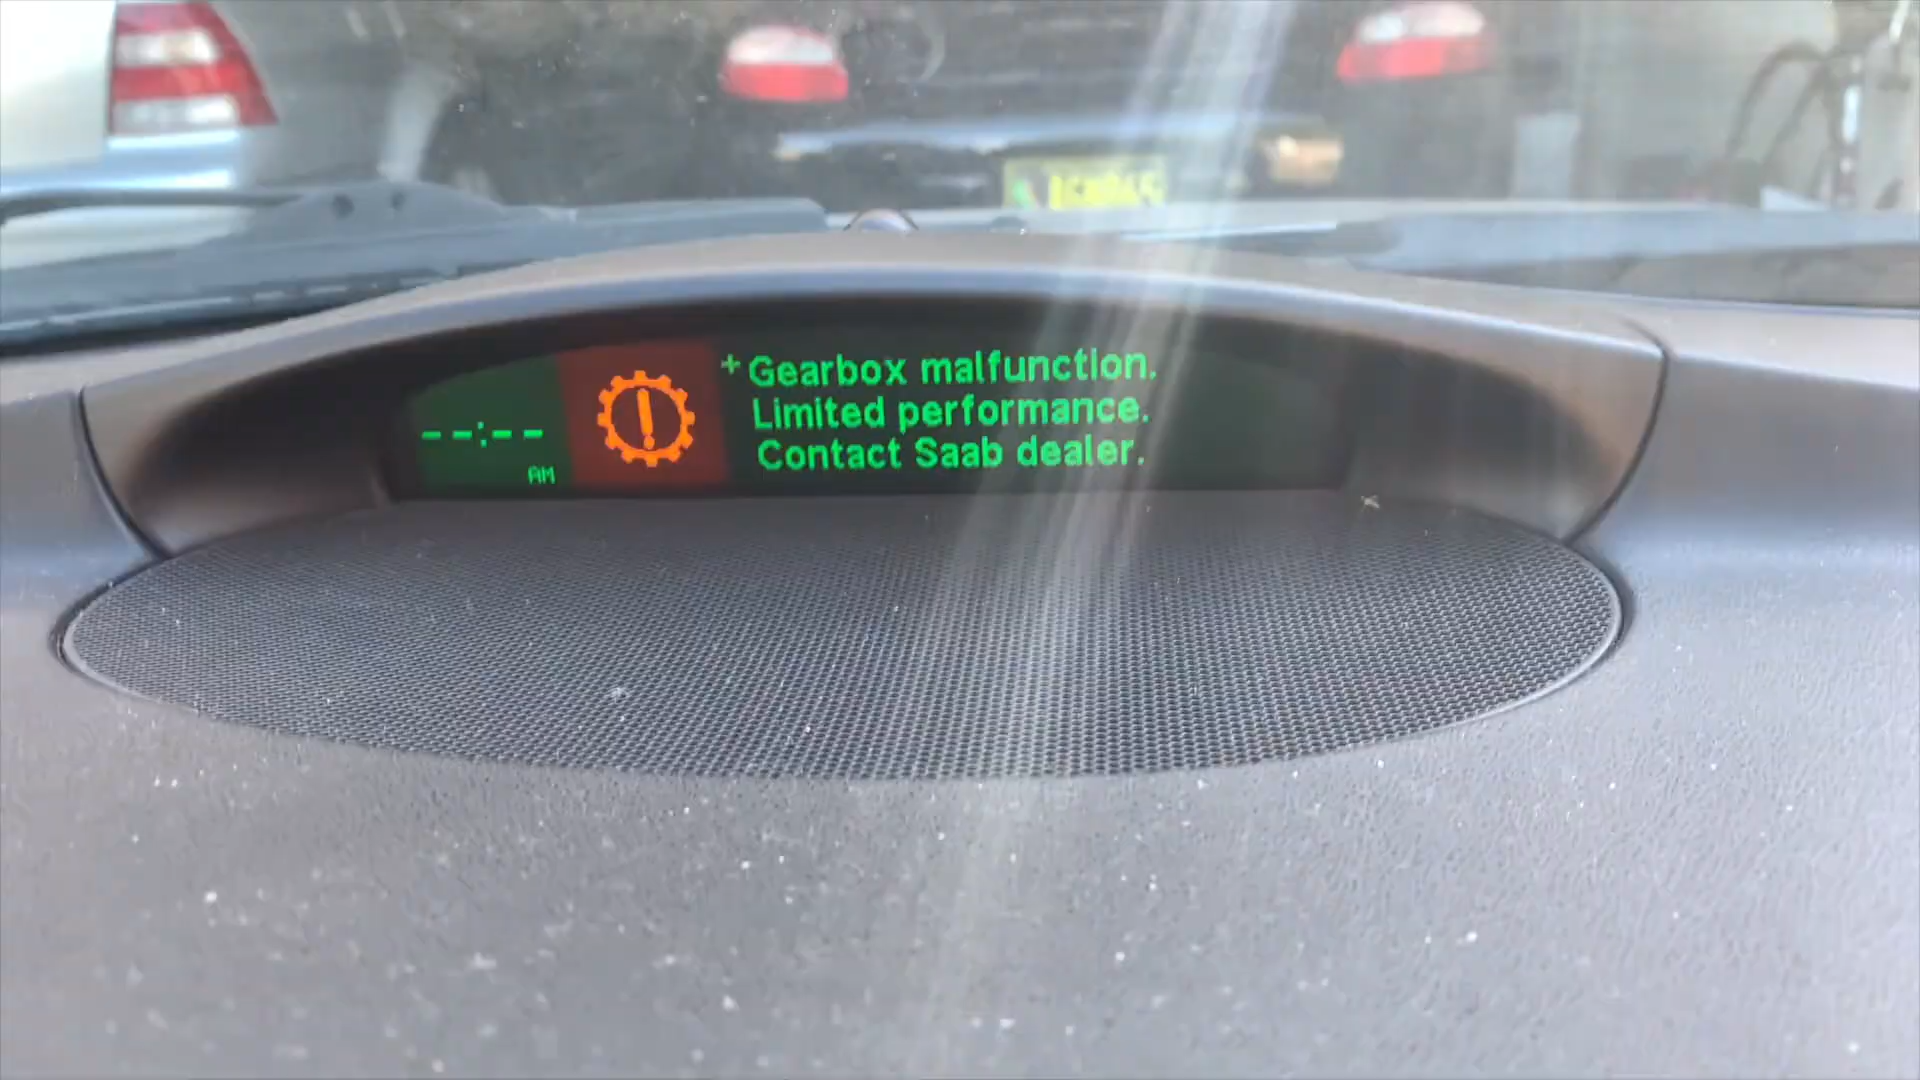 --:--
AM
+Gearbox malfunction.
Limited performance.
Contact Saab dealer.